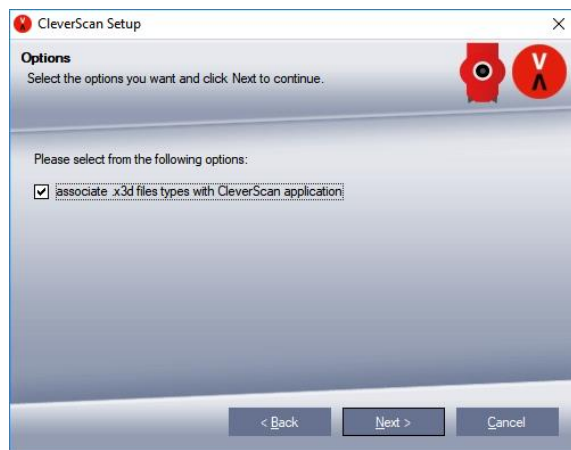 CleverScan Setup
Options
Select the options you want and click Next to continue.
Please select from the following options:
associate .x3d files types with CleverScan application
< Back
Next >
Cancel